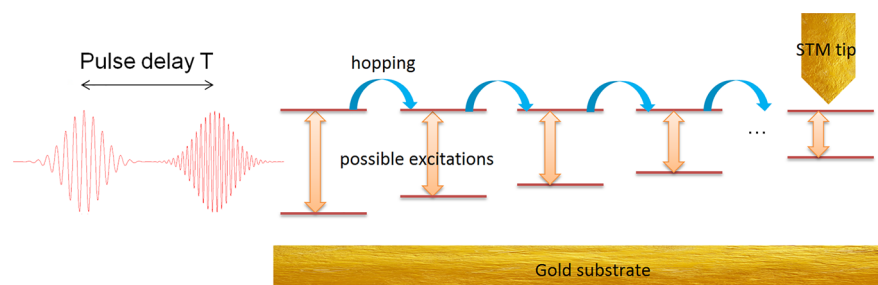 Pulse delay T
hopping
STM tip
possible excitations
...
Gold substrate